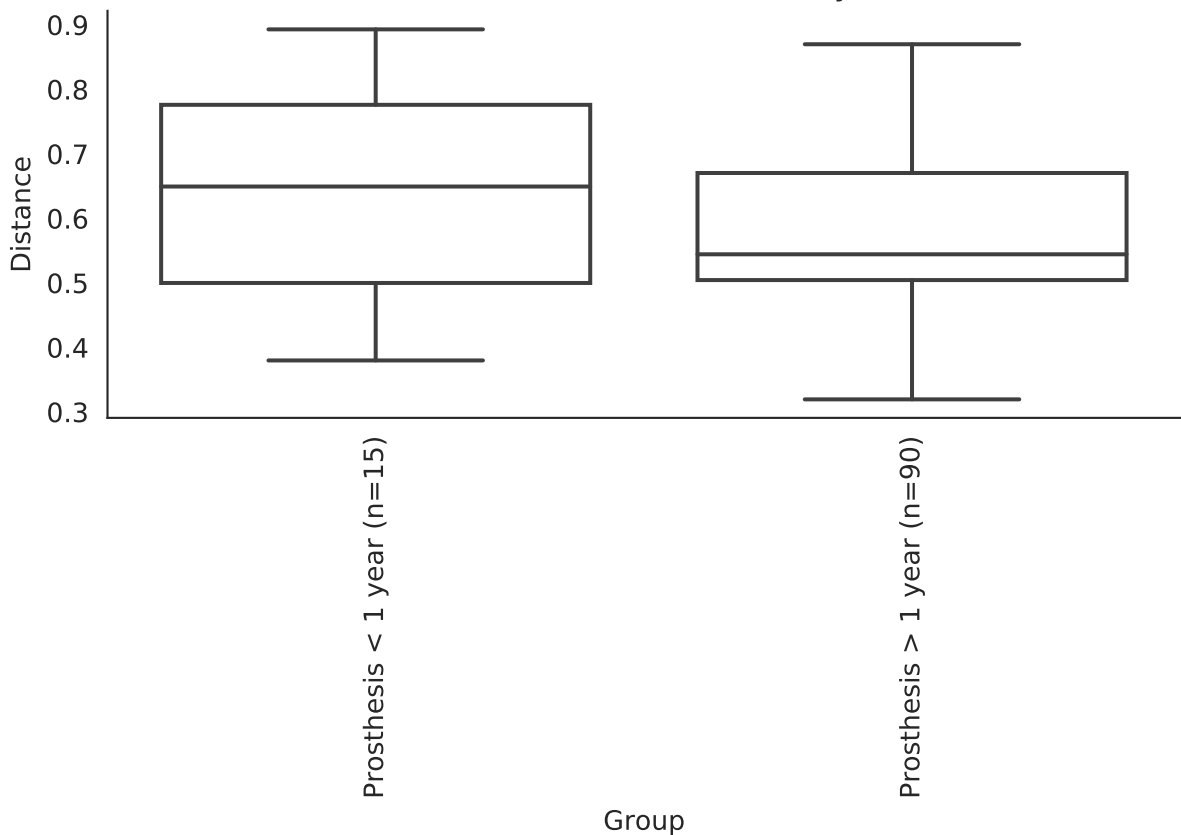 0.9
0.8
0.7
0.6
0.5
0.4
0.3
Distance
Prosthesis < 1 year (n=15)
Prosthesis > 1 year (n=90)
Group